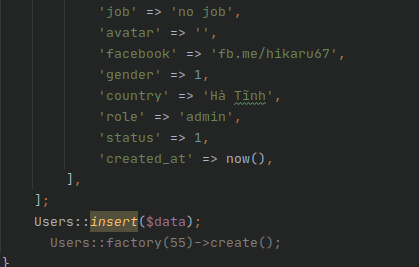 'job' => 'no job',
'avatar' => '',
'facebook' => 'fb.me/hikaru67',
'gender' => 1,
'country' => 'Hà Tĩnh',
'role' => 'admin',
'status' => 1,
'created_at' => now(),
],
];
Users::insert($data);
Users::factory(55)->create();
}